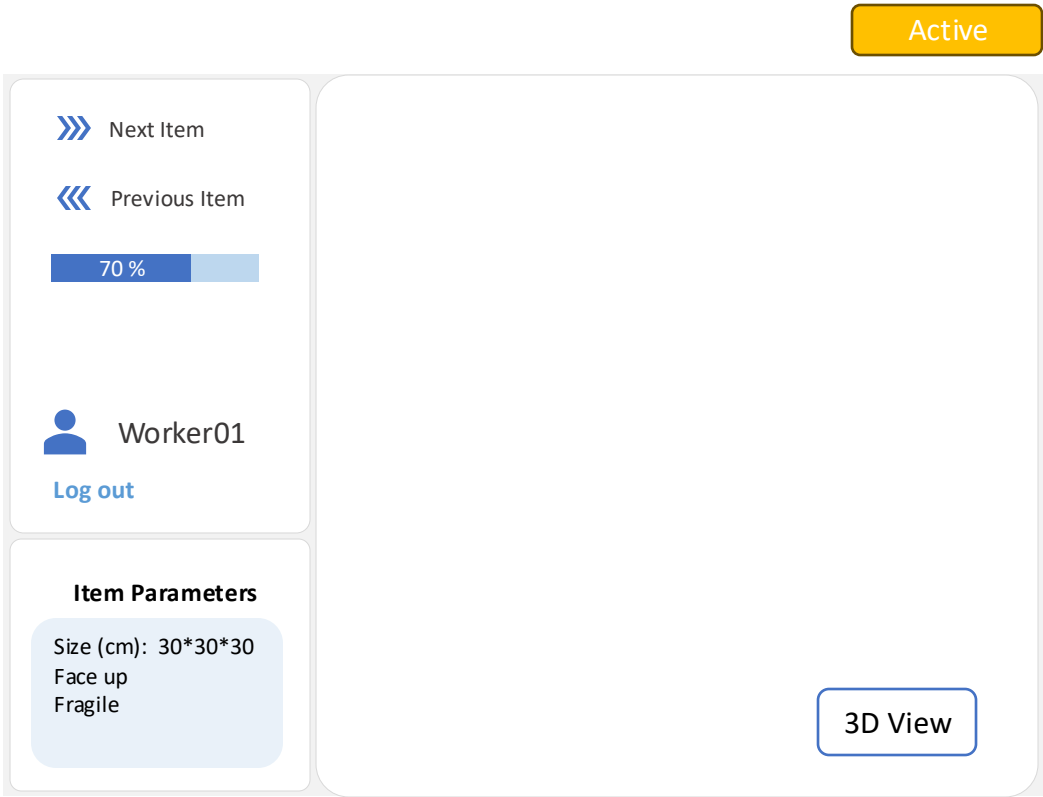 Active
Next Item
Previous Item
70 %
Worker01
Log out
Item Parameters
Size (cm): 30*30*30
Face up
Fragile
3D View